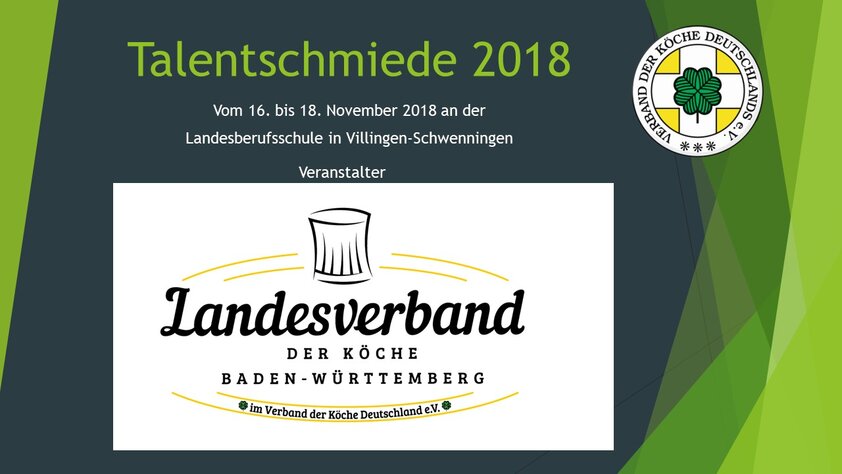 Talentschmiede 2018
Vom 16. bis 18. November 2018 an der
Landesberufsschule in Villingen-Schwenningen
Veranstalter
Landesverband
DER KÖCHE
BADEN-WÜRTTEMBERG
im Verband der Köche Deutschland e.V.
VERBAND DER KÖCHE DEUTSCHLANDS e.V.